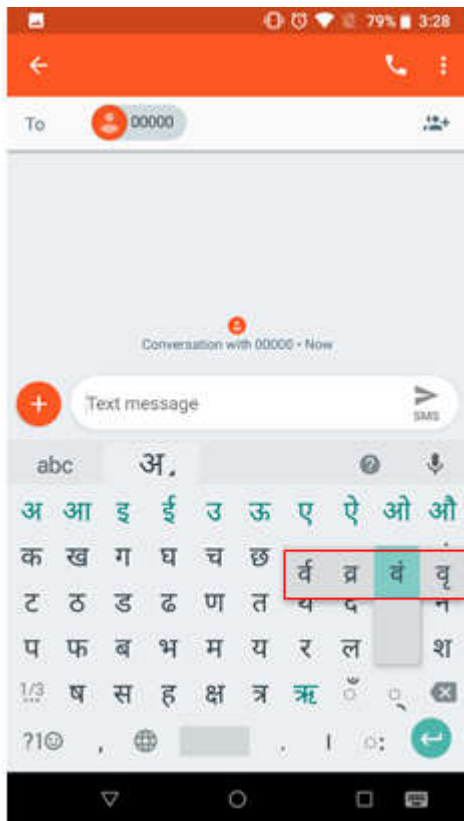 79% 3:28
To 00000
Conversation with 00000 • Now
Text message
SMS
abc अ
अ आ इ ई उ ऊ ए ऐ ओ औ
क ख ग घ च छ
र्व व्र वं वृ
ट ठ ड ढ ण त थ द न
प फ ब भ म य र ल श
1/3 ष स ह क्ष त्र ऋ ँ ्
?1☺ , . । ः